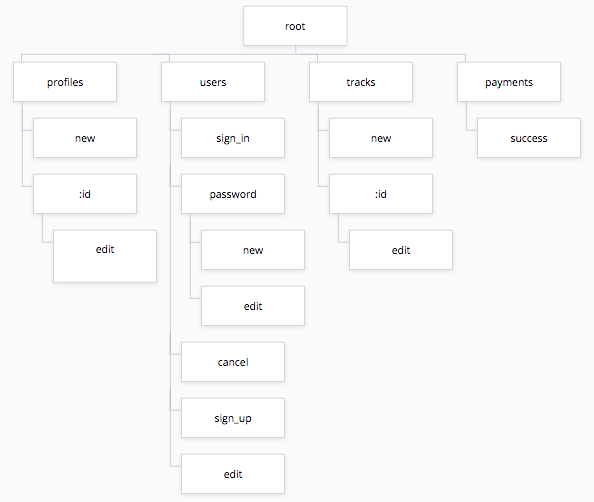 root
profiles
users
tracks
payments
new
sign_in
new
success
:id
password
:id
edit
new
edit
edit
cancel
sign_up
edit